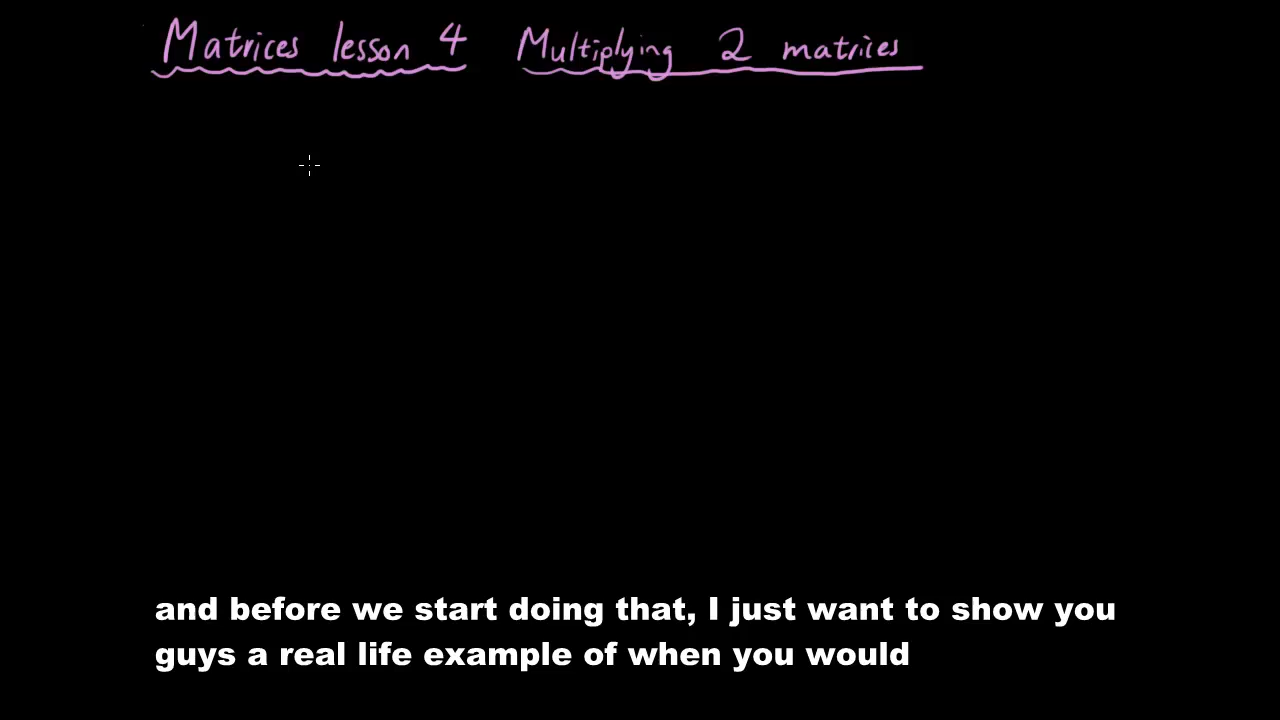 Matrices lesson 4 Multiplying 2 matrices
and before we start doing that, I just want to show you
guys a real life example of when you would